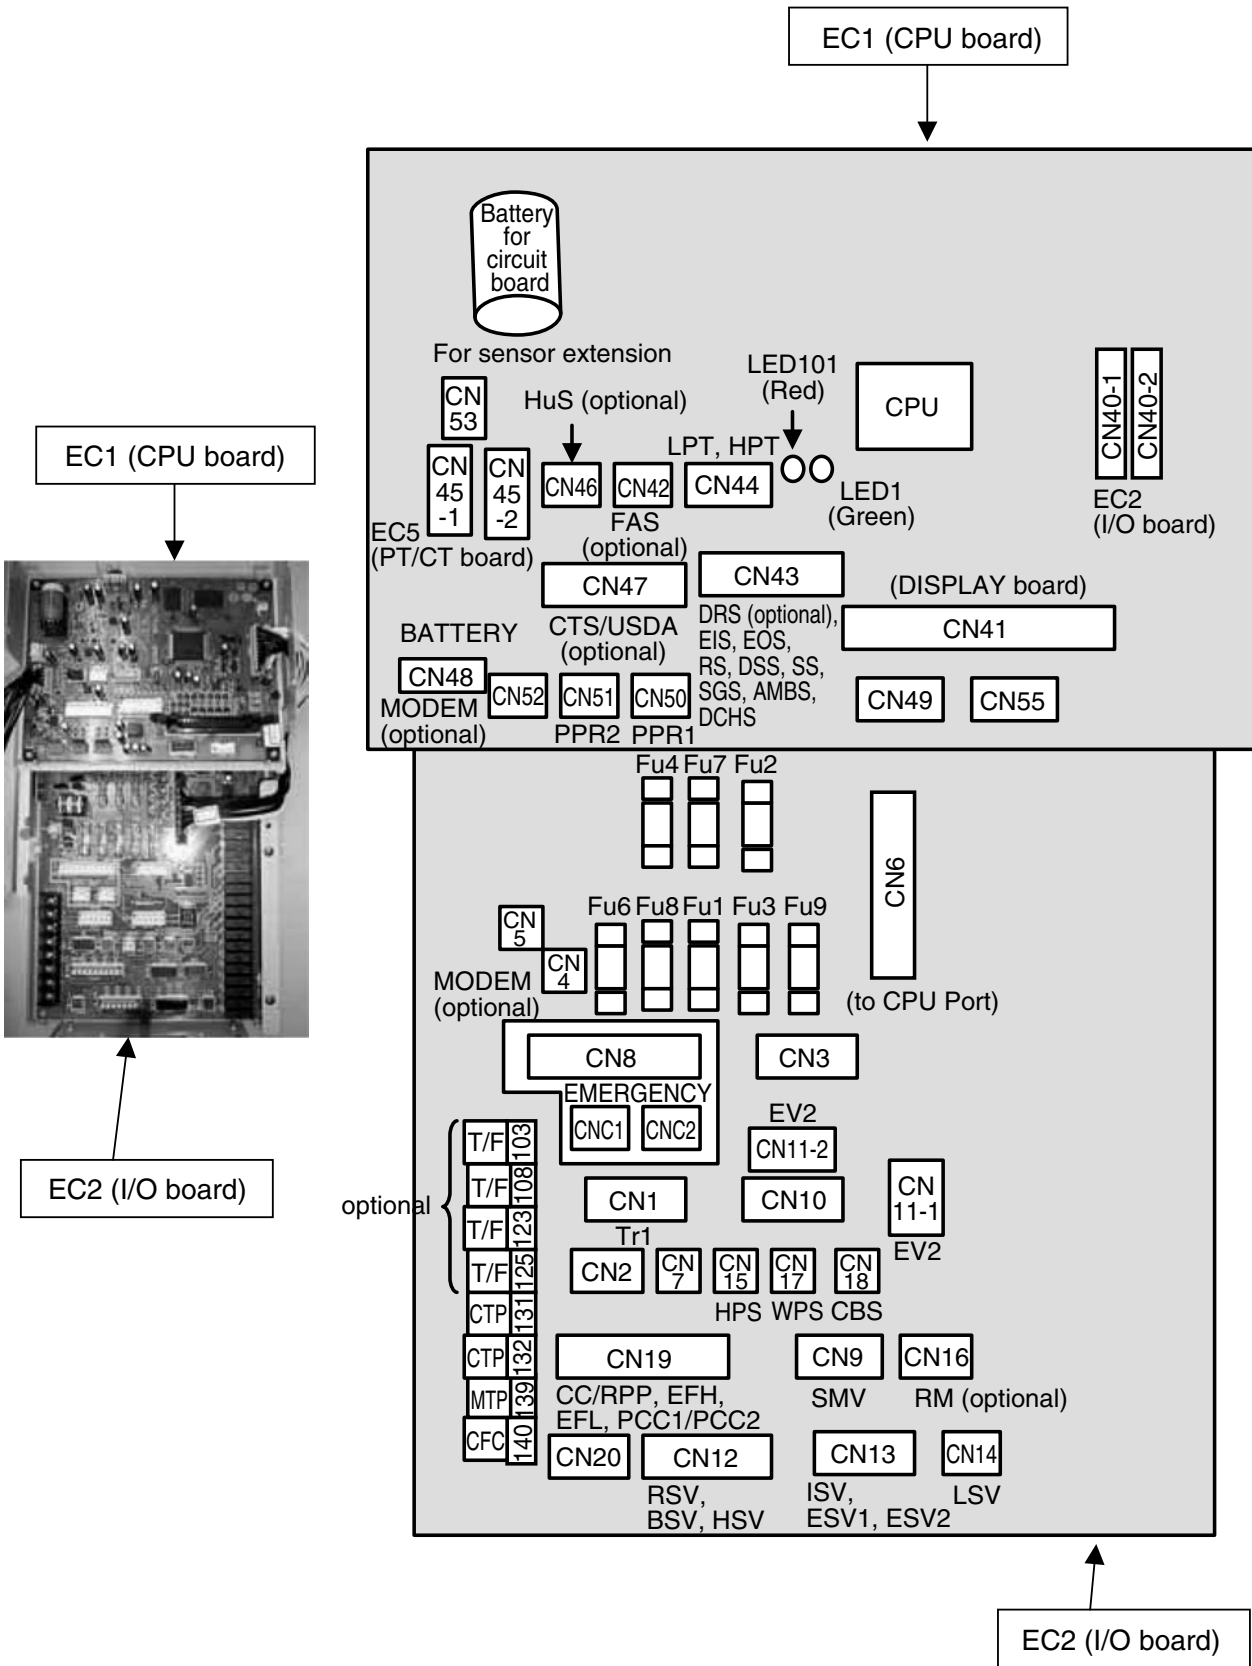 EC1 (CPU board)
Battery
for
circuit
board
For sensor extension
CN
53
HuS (optional)
LED101
(Red)
CPU
CN40-1
CN40-2
EC1 (CPU board)
CN
45
-1
CN
45
-2
CN46
CN42
LPT, HPT
CN44
LED1
(Green)
EC2
(I/O board)
EC5
(PT/CT board)
FAS
(optional)
CN47
CN43
(DISPLAY board)
CN41
BATTERY
CTS/USDA
(optional)
DRS (optional),
EIS, EOS,
RS, DSS, SS,
SGS, AMBS,
DCHS
CN48
CN52
CN51
CN50
CN49
CN55
MODEM
(optional)
PPR2
PPR1
Fu4 Fu7 Fu2
CN6
Fu6 Fu8 Fu1 Fu3 Fu9
CN
5
CN
4
MODEM
(optional)
(to CPU Port)
CN8
CN3
EMERGENCY
CNC1
CNC2
EV2
CN11-2
EC2 (I/O board)
optional
T/F 103
T/F 108
T/F 123
T/F 125
CTP 131
CTP 132
MTP 139
CFC 140
CN1
CN10
CN
11-1
EV2
Tr1
CN2
CN
7
CN
15
CN
17
CN
18
HPS WPS CBS
CN19
CN9
CN16
CC/RPP, EFH,
EFL, PCC1/PCC2
SMV
RM (optional)
CN20
CN12
CN13
CN14
RSV,
BSV, HSV
ISV,
ESV1, ESV2
LSV
EC2 (I/O board)